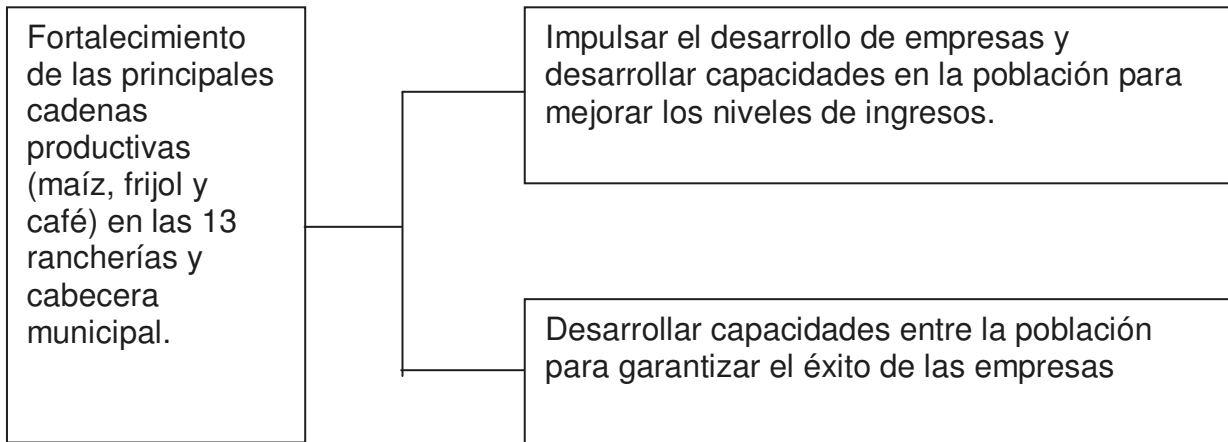 Fortalecimiento
de las principales
cadenas
productivas
(maíz, frijol y
café) en las 13
rancherías y
cabecera
municipal.
Impulsar el desarrollo de empresas y
desarrollar capacidades en la población para
mejorar los niveles de ingresos.
Desarrollar capacidades entre la población
para garantizar el éxito de las empresas